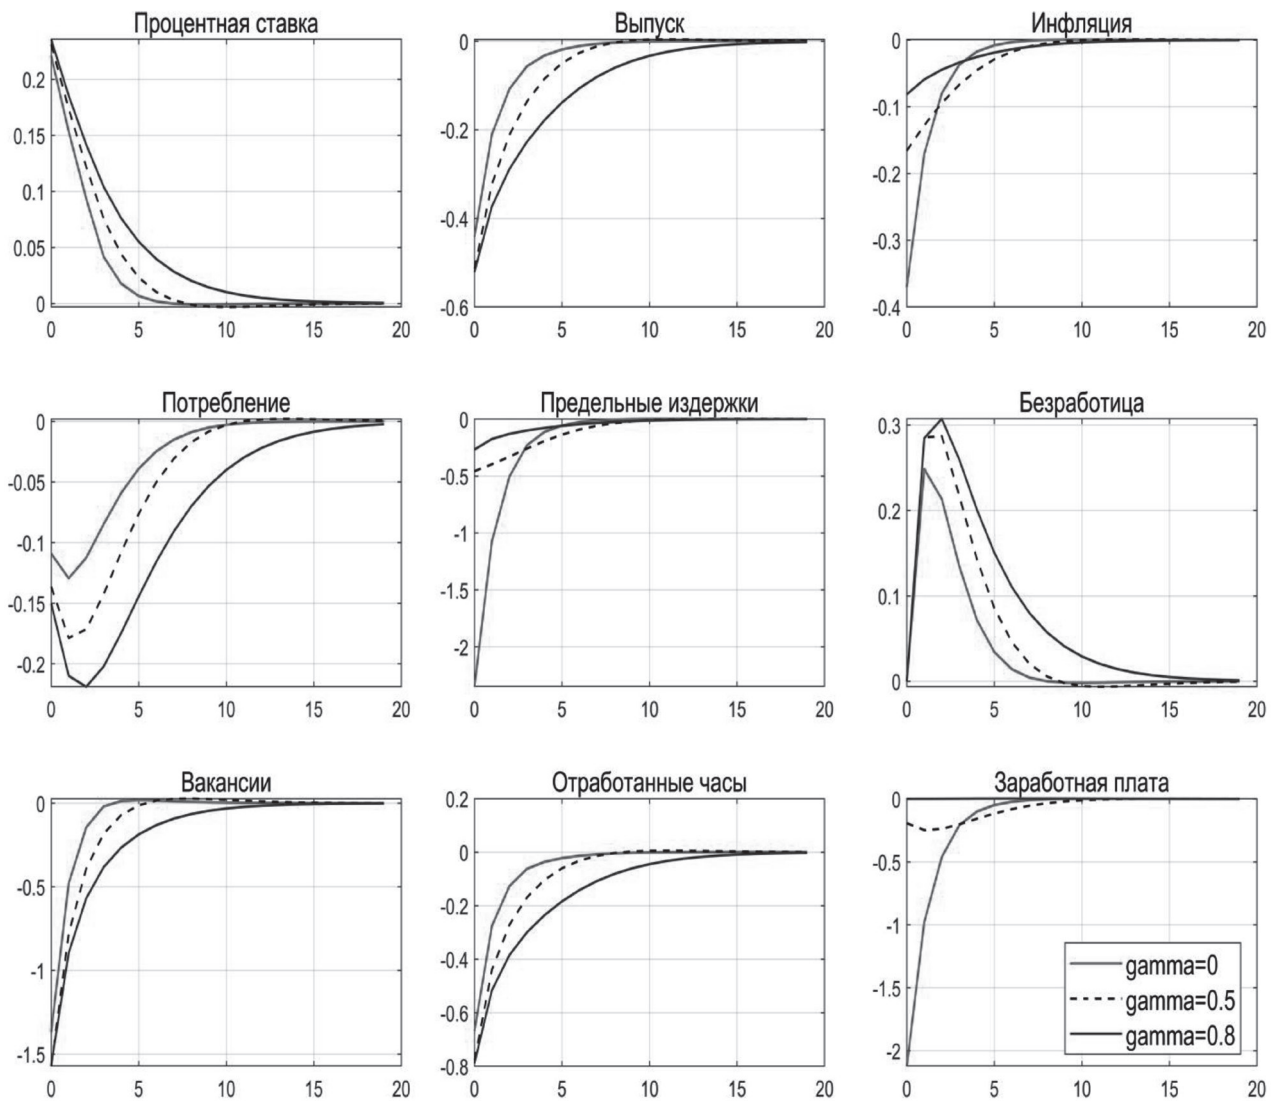 Процентная ставка
0.2
0.15
0.1
0.05
0
0 5 10 15 20
Выпуск
0
-0.2
-0.4
-0.6
0 5 10 15 20
Инфляция
0
-0.1
-0.2
-0.3
-0.4
0 5 10 15 20
Потребление
0
-0.05
-0.1
-0.15
-0.2
0 5 10 15 20
Предельные издержки
0
-0.5
-1
-1.5
-2
0 5 10 15 20
Безработица
0.3
0.2
0.1
0
0 5 10 15 20
Вакансии
0
-0.5
-1
-1.5
0 5 10 15 20
Отработанные часы
0.2
0
-0.2
-0.4
-0.6
-0.8
0 5 10 15 20
Заработная плата
0
-0.5
-1
-1.5
-2
0 5 10 15 20
gamma=0
gamma=0.5
gamma=0.8